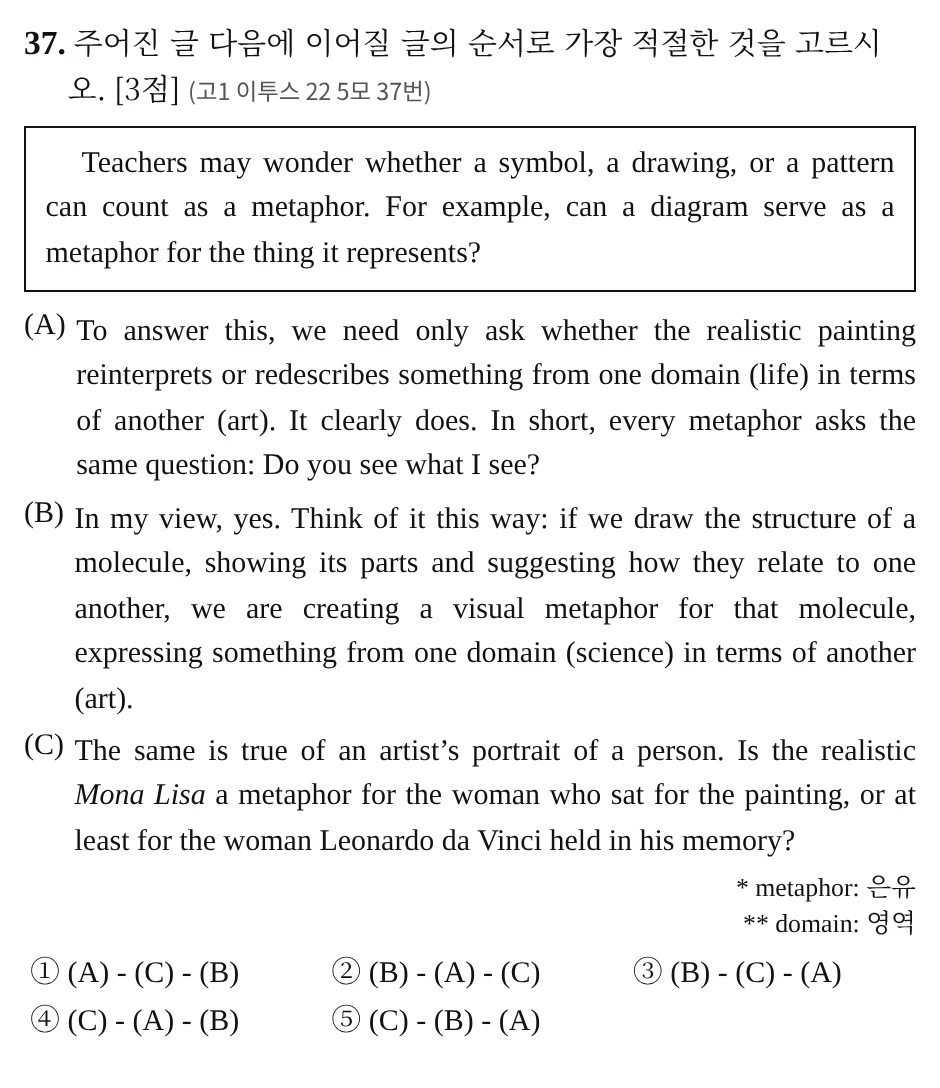 37. 주어진 글 다음에 이어질 글의 순서로 가장 적절한 것을 고르시
오. [3점] (고1 이투스 22 5모 37번)
Teachers may wonder whether a symbol, a drawing, or a pattern
can count as a metaphor. For example, can a diagram serve as a
metaphor for the thing it represents?
(A) To answer this, we need only ask whether the realistic painting
reinterprets or redescribes something from one domain (life) in terms
of another (art). It clearly does. In short, every metaphor asks the
same question: Do you see what I see?
(B) In my view, yes. Think of it this way: if we draw the structure of a
molecule, showing its parts and suggesting how they relate to one
another, we are creating a visual metaphor for that molecule,
expressing something from one domain (science) in terms of another
(art).
(C) The same is true of an artist’s portrait of a person. Is the realistic
Mona Lisa a metaphor for the woman who sat for the painting, or at
least for the woman Leonardo da Vinci held in his memory?
* metaphor: 은유
** domain: 영역
① (A) - (C) - (B) ② (B) - (A) - (C) ③ (B) - (C) - (A)
④ (C) - (A) - (B) ⑤ (C) - (B) - (A)